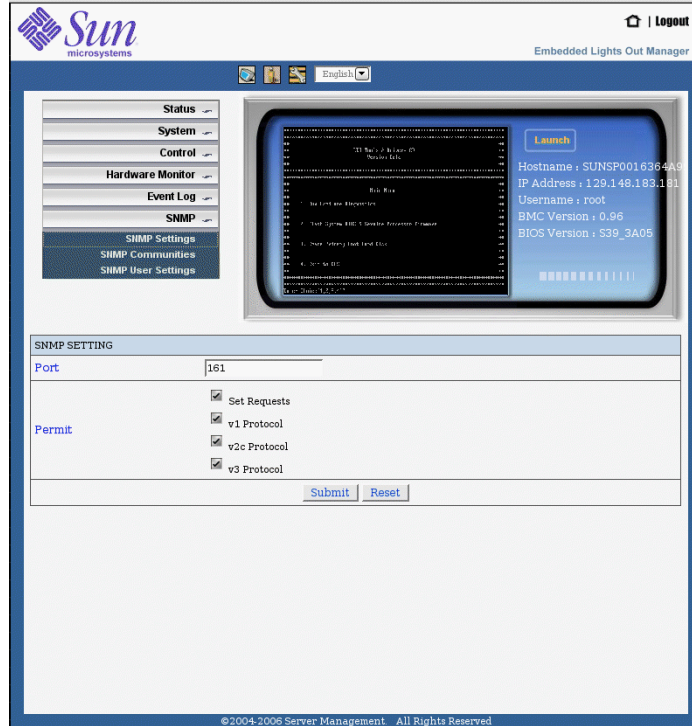 Sun
microsystems
| Logout
Embedded Lights Out Manager
English
Status
System
Control
Hardware Monitor
Event Log
SNMP
SNMP Settings
SNMP Communities
SNMP User Settings
Main Menu
Launch
Hostname : SUNSP0016364A9
IP Address : 129.148.183.181
Username : root
BMC Version : 0.96
BIOS Version : S39_3A05
SNMP SETTING
Port
161
Permit
Set Requests
v1 Protocol
v2c Protocol
v3 Protocol
Submit
Reset
©2004-2006 Server Management. All Rights Reserved